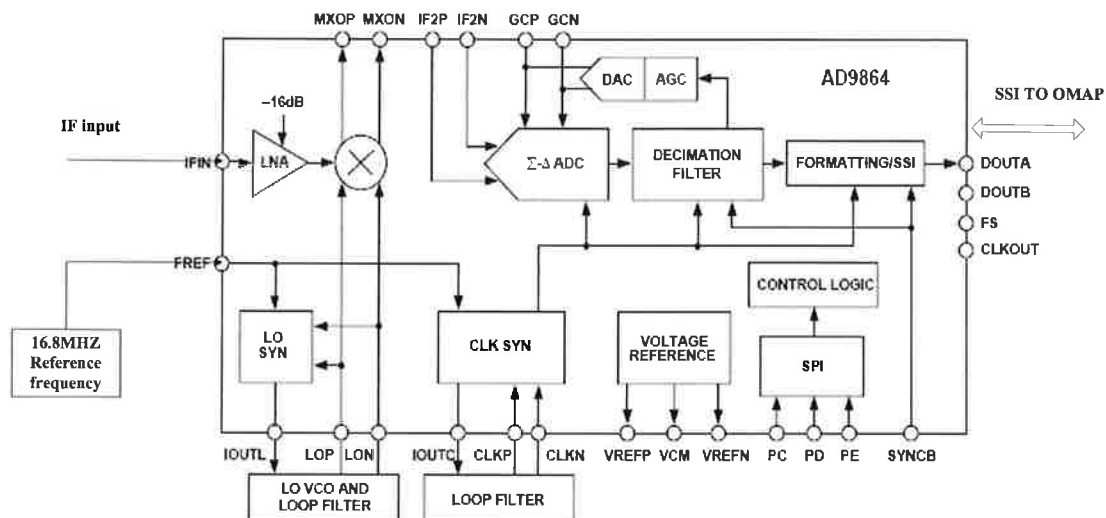 MXOP MXON IF2P IF2N GCP GCN
DAC AGC
AD9864
SSI TO OMAP
–16dB
IF input
IFIN
LNA
Σ-Δ ADC
DECIMATION
FILTER
FORMATTING/SSI
DOUTA
DOUTB
FS
CLKOUT
FREF
CONTROL LOGIC
16.8MHZ
Reference
frequency
LO
SYN
CLK SYN
VOLTAGE
REFERENCE
SPI
IOUTL LOP LON IOUTC CLKP CLKN VREFP VCM VREFN PC PD PE SYNCB
LO VCO AND
LOOP FILTER
LOOP FILTER